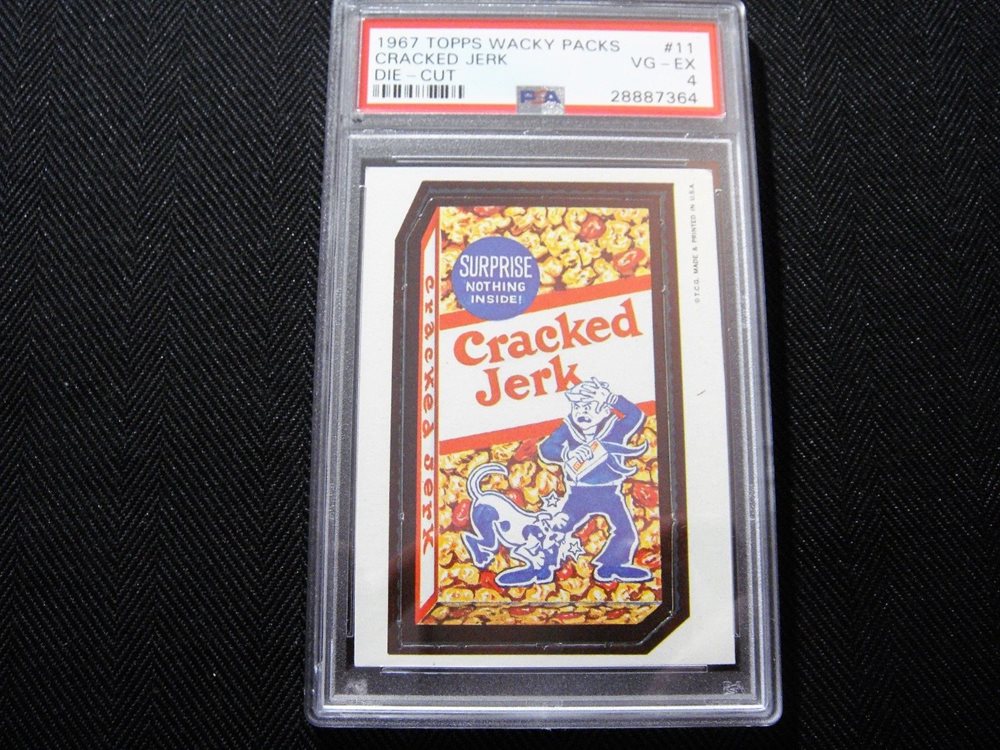 1967 TOPPS WACKY PACKS #11
CRACKED JERK VG - EX
DIE - CUT 4
PSA 28887364
© T.C.G. MADE & PRINTED IN U.S.A.
SURPRISE
NOTHING
INSIDE!
Cracked
Jerk
Cracked Jerk